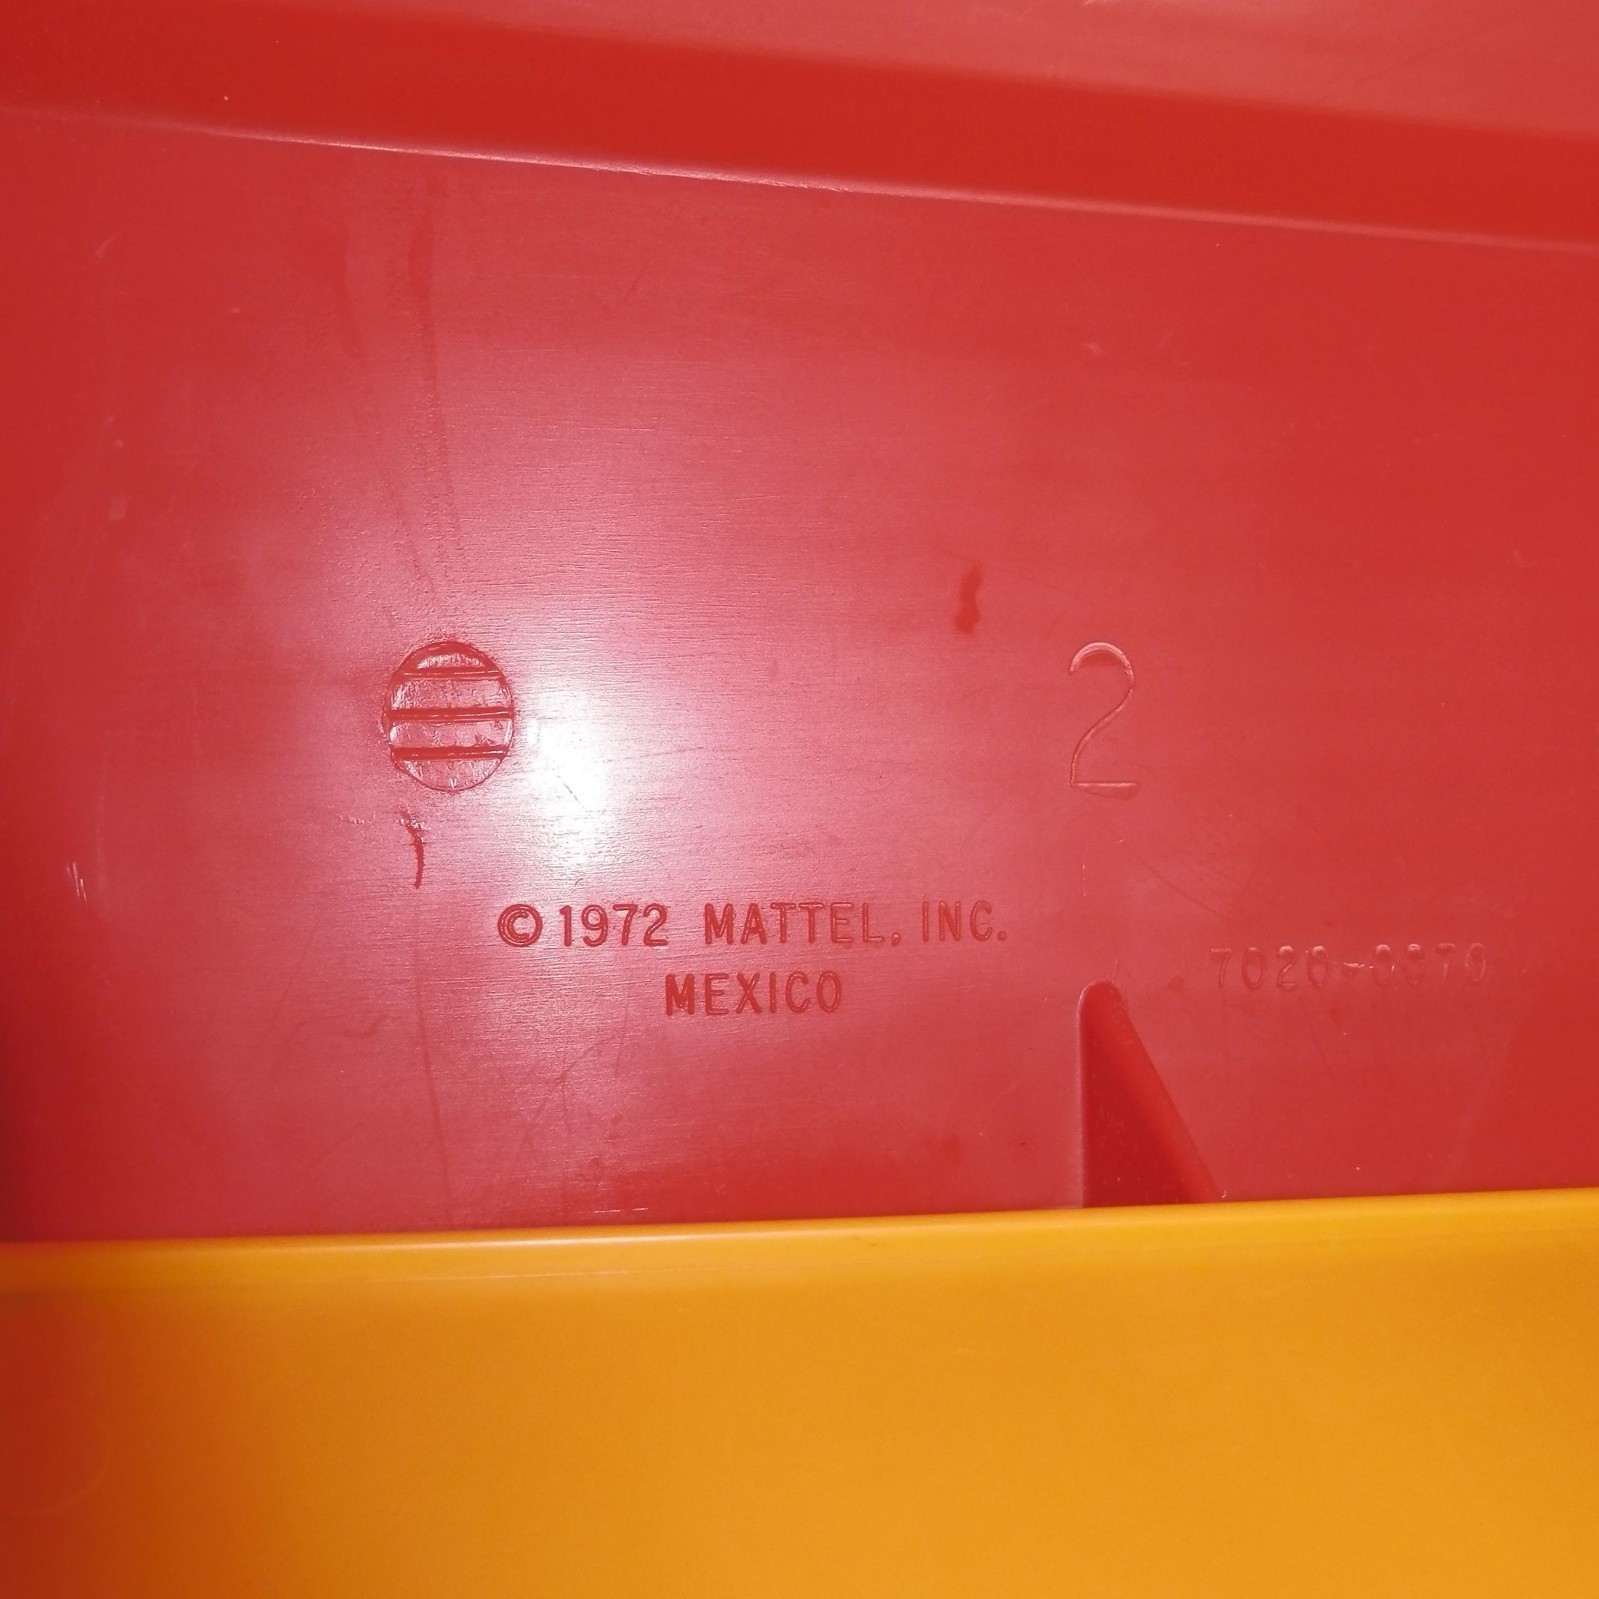 2
© 1972 MATTEL, INC.
MEXICO